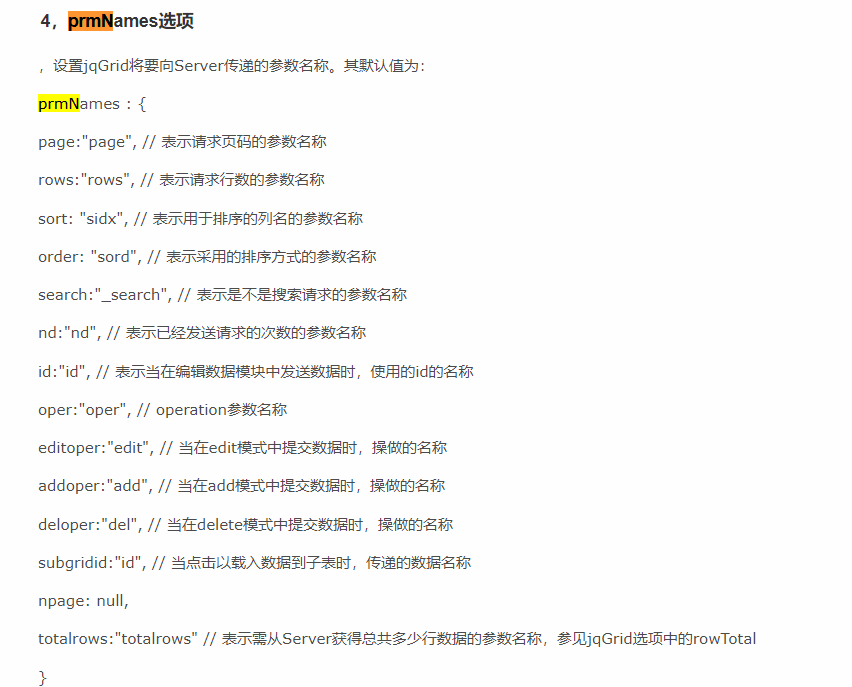 4，prmNames选项
，设置jqGrid将要向Server传递的参数名称。其默认值为：
prmNames : {
page:"page", // 表示请求页码的参数名称
rows:"rows", // 表示请求行数的参数名称
sort: "sidx", // 表示用于排序的列名的参数名称
order: "sord", // 表示采用的排序方式的参数名称
search:"_search", // 表示是不是搜索请求的参数名称
nd:"nd", // 表示已经发送请求的次数的参数名称
id:"id", // 表示当在编辑数据模块中发送数据时，使用的id的名称
oper:"oper", // operation参数名称
editoper:"edit", // 当在edit模式中提交数据时，操做的名称
addoper:"add", // 当在add模式中提交数据时，操做的名称
deloper:"del", // 当在delete模式中提交数据时，操做的名称
subgridid:"id", // 当点击以载入数据到子表时，传递的数据名称
npage: null,
totalrows:"totalrows" // 表示需从Server获得总共多少行数据的参数名称，参见jqGrid选项中的rowTotal
}